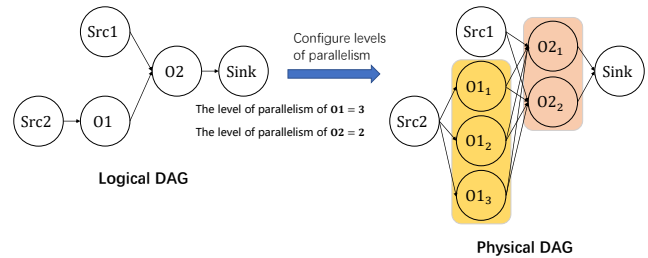 Src1
O2
Sink
Src2
O1
Logical DAG
Configure levels
of parallelism
The level of parallelism of O1 = 3
The level of parallelism of O2 = 2
Src1
O2₁
O1₁
O2₂
Sink
Src2
O1₂
O1₃
Physical DAG